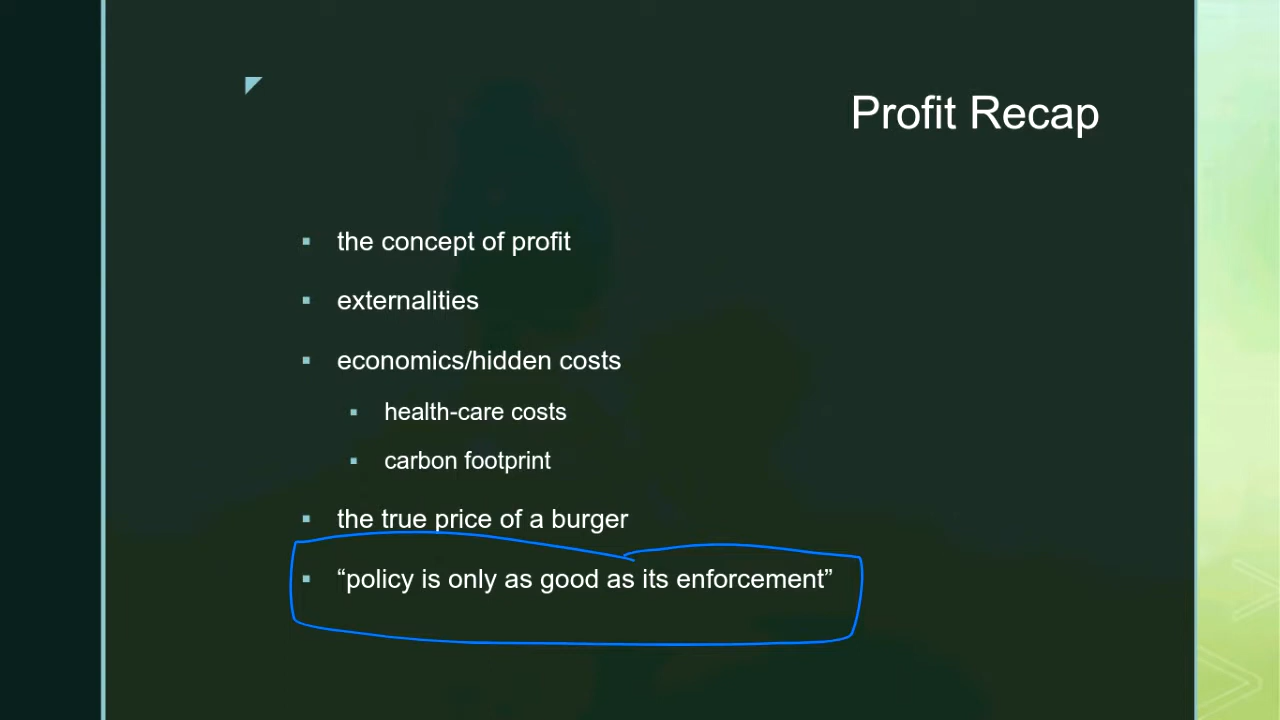 Profit Recap
▪ the concept of profit
▪ externalities
▪ economics/hidden costs
▪ health-care costs
▪ carbon footprint
▪ the true price of a burger
▪ “policy is only as good as its enforcement”